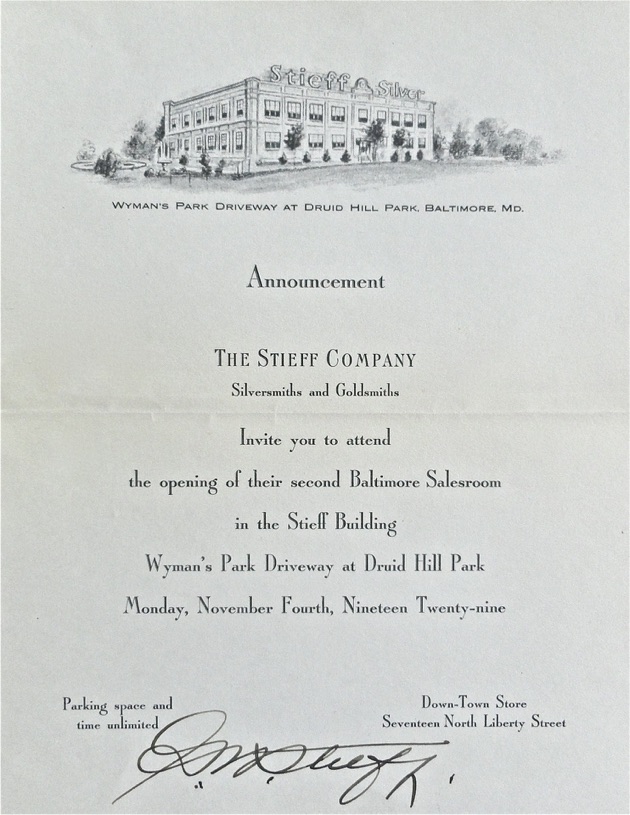 Stieff Silver
WYMAN'S PARK DRIVEWAY AT DRUID HILL PARK, BALTIMORE, MD.
Announcement
THE STIEFF COMPANY
Silversmiths and Goldsmiths
Invite you to attend
the opening of their second Baltimore Salesroom
in the Stieff Building
Wyman's Park Driveway at Druid Hill Park
Monday, November Fourth, Nineteen Twenty-nine
Parking space and
time unlimited
Down-Town Store
Seventeen North Liberty Street
Stieff